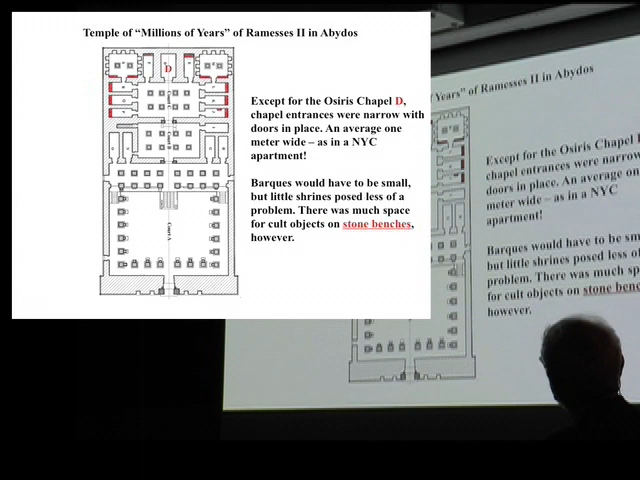 Temple of “Millions of Years” of Ramesses II in Abydos
D
Except for the Osiris Chapel D,
chapel entrances were narrow with
doors in place. An average one
meter wide – as in a NYC
apartment!
Barques would have to be small,
but little shrines posed less of a
problem. There was much space
for cult objects on stone benches,
however.
Court A
Years” of Ramesses II in Abydos
Except for the Osiris Chapel
chapel entrances were narrow
doors in place. An average on
meter wide – as in a NYC
apartment!
Barques would have to be sm
but little shrines posed less of
problem. There was much sp
for cult objects on stone benc
however.